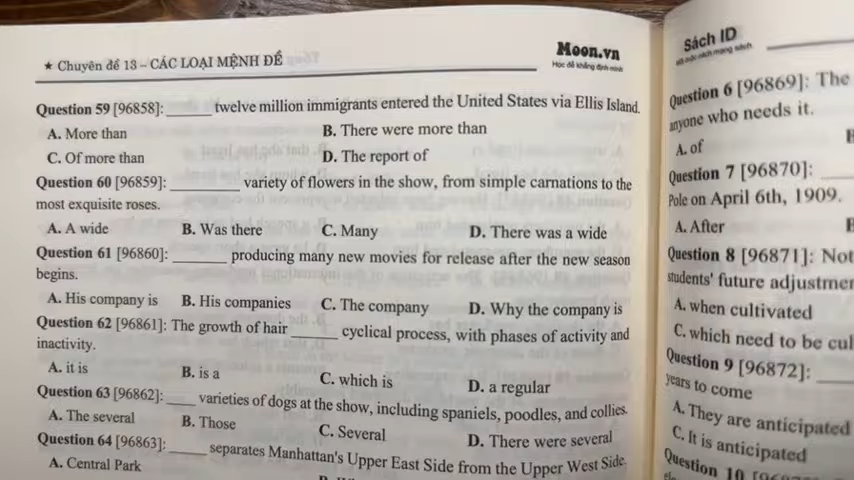 ★ Chuyên đề 13 – CÁC LOẠI MỆNH ĐỀ
Moon.vn
Học để khẳng định mình
Question 59 [96858]: ______ twelve million immigrants entered the United States via Ellis Island.
A. More than B. There were more than
C. Of more than D. The report of
Question 60 [96859]: ______ variety of flowers in the show, from simple carnations to the
most exquisite roses.
A. A wide B. Was there C. Many D. There was a wide
Question 61 [96860]: ______ producing many new movies for release after the new season
begins.
A. His company is B. His companies C. The company D. Why the company is
Question 62 [96861]: The growth of hair ______ cyclical process, with phases of activity and
inactivity.
A. it is B. is a C. which is D. a regular
Question 63 [96862]: ____ varieties of dogs at the show, including spaniels, poodles, and collies.
A. The several B. Those C. Several D. There were several
Question 64 [96863]: _____ separates Manhattan's Upper East Side from the Upper West Side.
A. Central Park
Sách ID
Question 6 [96869]: The
anyone who needs it.
A. of
Question 7 [96870]: ___
Pole on April 6th, 1909.
A. After
Question 8 [96871]: Not
students' future adjustmen
A. when cultivated
C. which need to be cul
Question 9 [96872]: ___
years to come
A. They are anticipated
C. It is anticipated
Question 10